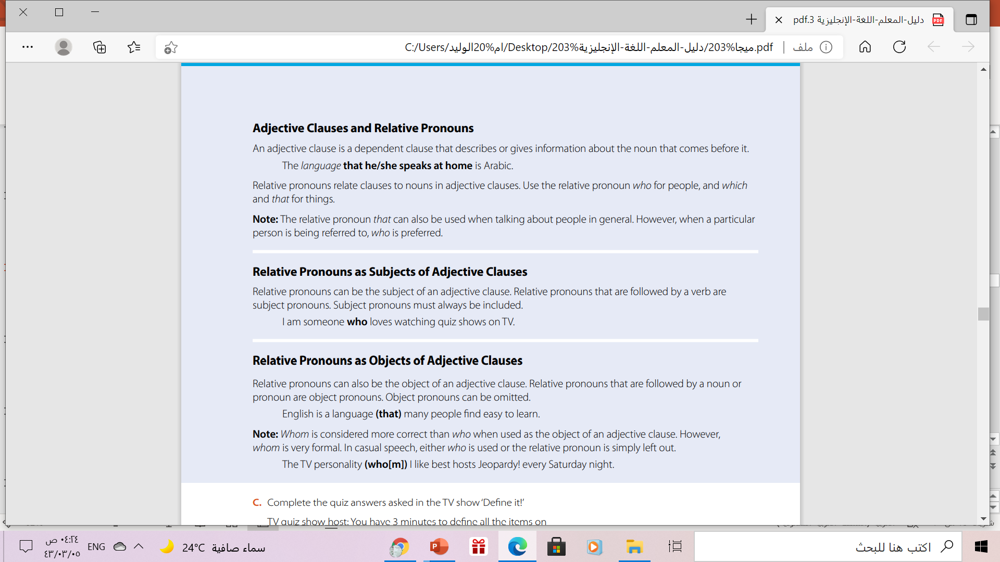 دليل-المعلم-اللغة-الإنجليزية 3.pdf
C:/Users/ام%20الوليد/Desktop/ميجا%203/دليل-المعلم-اللغة-الإنجليزية%203.pdf
ملف
Adjective Clauses and Relative Pronouns
An adjective clause is a dependent clause that describes or gives information about the noun that comes before it.
The language that he/she speaks at home is Arabic.
Relative pronouns relate clauses to nouns in adjective clauses. Use the relative pronoun who for people, and which
and that for things.
Note: The relative pronoun that can also be used when talking about people in general. However, when a particular
person is being referred to, who is preferred.
Relative Pronouns as Subjects of Adjective Clauses
Relative pronouns can be the subject of an adjective clause. Relative pronouns that are followed by a verb are
subject pronouns. Subject pronouns must always be included.
I am someone who loves watching quiz shows on TV.
Relative Pronouns as Objects of Adjective Clauses
Relative pronouns can also be the object of an adjective clause. Relative pronouns that are followed by a noun or
pronoun are object pronouns. Object pronouns can be omitted.
English is a language (that) many people find easy to learn.
Note: Whom is considered more correct than who when used as the object of an adjective clause. However,
whom is very formal. In casual speech, either who is used or the relative pronoun is simply left out.
The TV personality (who[m]) I like best hosts Jeopardy! every Saturday night.
C. Complete the quiz answers asked in the TV show ‘Define it!’
TV quiz show host: You have 3 minutes to define all the items on
٠٤:٢٤ ص
٤٣/٠٣/٠٥
ENG
24°C سماء صافية
اكتب هنا للبحث